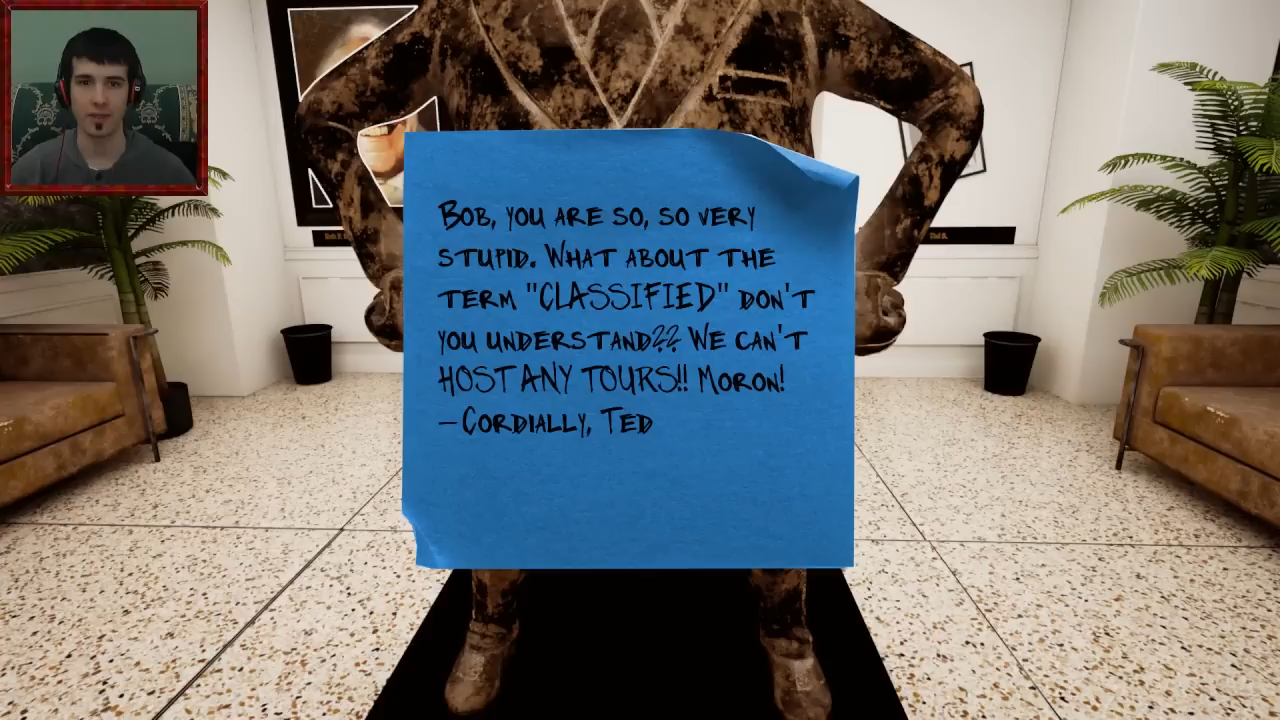 Bob, you are so, so very
stupid. What about the
term "CLASSIFIED" don't
you understand?? We can't
HOST ANY TOURS!! Moron!
–Cordially, Ted